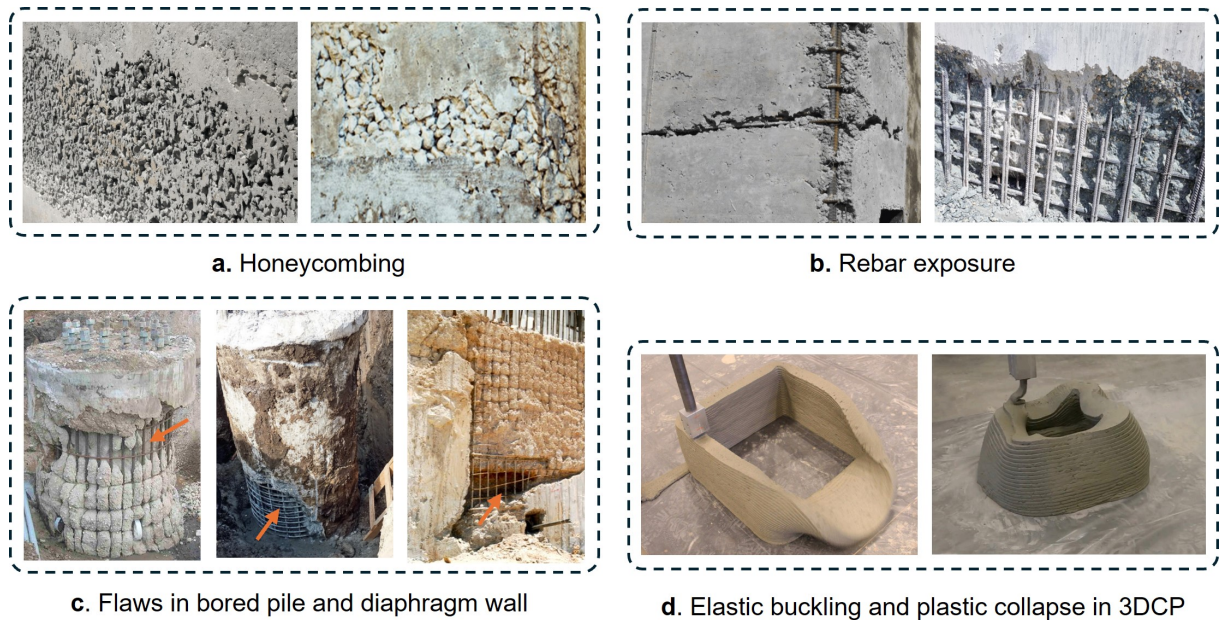 a. Honeycombing
b. Rebar exposure
c. Flaws in bored pile and diaphragm wall
d. Elastic buckling and plastic collapse in 3DCP